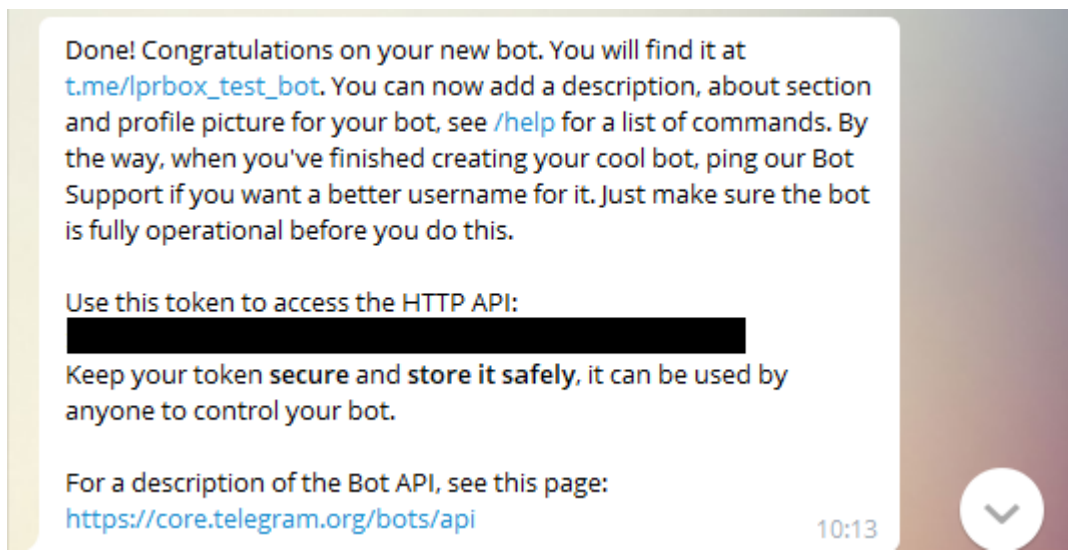 Done! Congratulations on your new bot. You will find it at
t.me/lprbox_test_bot. You can now add a description, about section
and profile picture for your bot, see /help for a list of commands. By
the way, when you've finished creating your cool bot, ping our Bot
Support if you want a better username for it. Just make sure the bot
is fully operational before you do this.
Use this token to access the HTTP API:
Keep your token secure and store it safely, it can be used by
anyone to control your bot.
For a description of the Bot API, see this page:
https://core.telegram.org/bots/api
10:13